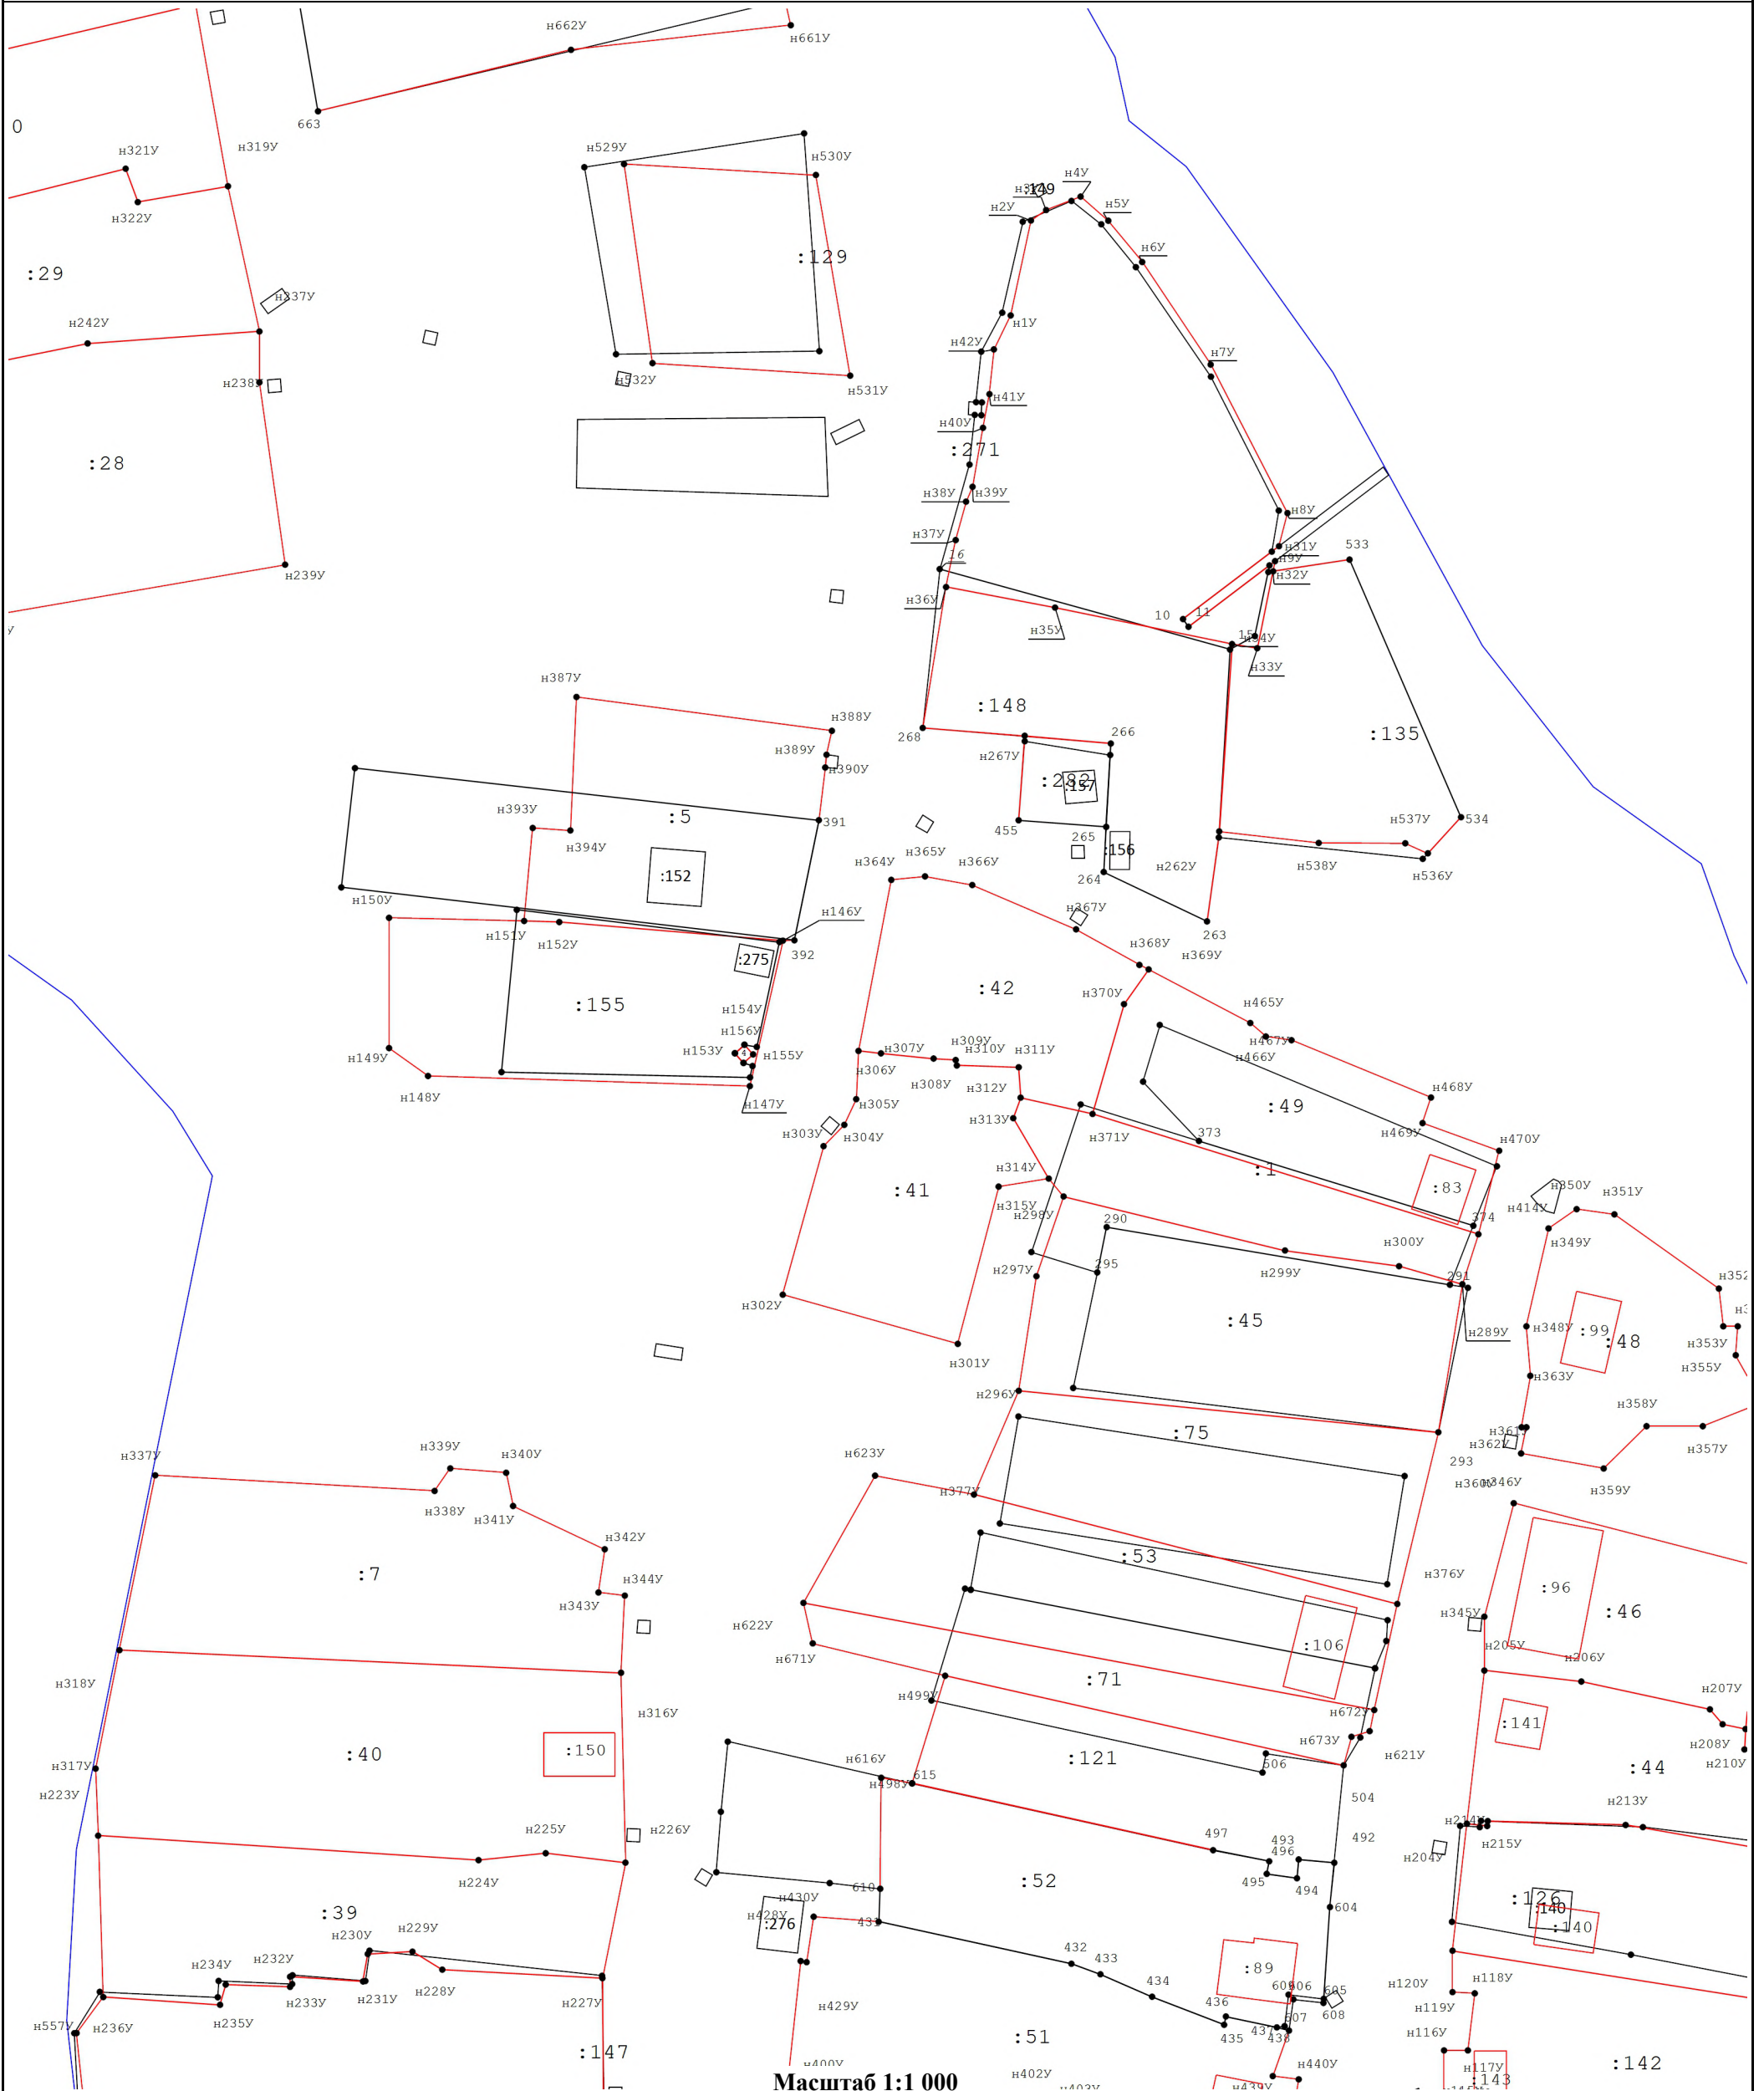 н662У
н661У
663
0
н321У
н319У
н322У
н529У
н530У
:129
н532У
н531У
:29
н237У
н242У
н238У
:28
н239У
У
:149
н4У
н2У
н5У
н6У
н1У
н42У
н7У
н41У
н40У
:271
н38У
н39У
н8У
н37У
16
н31У
533
н9У
н32У
н36У
10
11
н35У
н33У
:148
268
266
:135
н267У
:157
455
265
:156
264
н262У
263
534
н537У
н538У
н536У
н387У
н388У
н389У
н390У
н393У
:5
391
н394У
:152
н150У
н146У
н151У
н152У
392
:275
:155
н154У
н156У
н153У
4
н155У
н149У
н148У
н147У
н364У
н365У
н366У
н367У
н368У
н369У
:42
н370У
н465У
н467У
н466У
н307У
н309У
н310У
н311У
н306У
н308У
н312У
н305У
н313У
н303У
н304У
н371У
:49
н468У
н469У
373
н470У
:1
:83
374
н314У
:41
н315У
н298У
290
н300У
н297У
295
н299У
291
:45
н289У
н302У
н301У
н296У
н414У
н350У
н351У
н349У
н352
н348У
:99
:48
н353У
н355У
н363У
н358У
н357У
н362У
293
н346У
н359У
:75
н623У
н377У
:53
н376У
:96
:46
н345У
н205У
н206У
н622У
н671У
:106
:71
н499У
н672У
н673У
н621У
:141
н207У
н208У
н210У
:44
н337У
н339У
н340У
н338У
н341У
н342У
:7
н344У
н343У
н318У
н316У
:40
:150
н317У
н223У
н225У
н226У
н224У
н616У
н498У
615
:121
506
504
497
493
496
492
495
494
н213У
н214У
н215У
н204У
:126
:140
:140
:52
604
610
н430У
н428У
431
:276
:39
н229У
н230У
н232У
н234У
н231У
н228У
н233У
н235У
н227У
н557У
н236У
:147
432
433
434
436
435
437
438
607
605
608
:89
н429У
:51
н440У
н400У
н402У
н439У
н120У
н118У
н119У
н116У
н117У
:143
:142
Масштаб 1:1 000